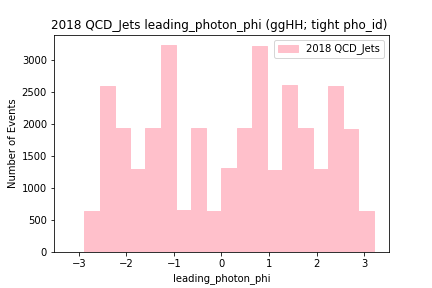 2018 QCD_Jets leading_photon_phi (ggHH; tight pho_id)
2018 QCD_Jets
Number of Events
3000
2500
2000
1500
1000
500
0
−3 −2 −1 0 1 2 3
leading_photon_phi